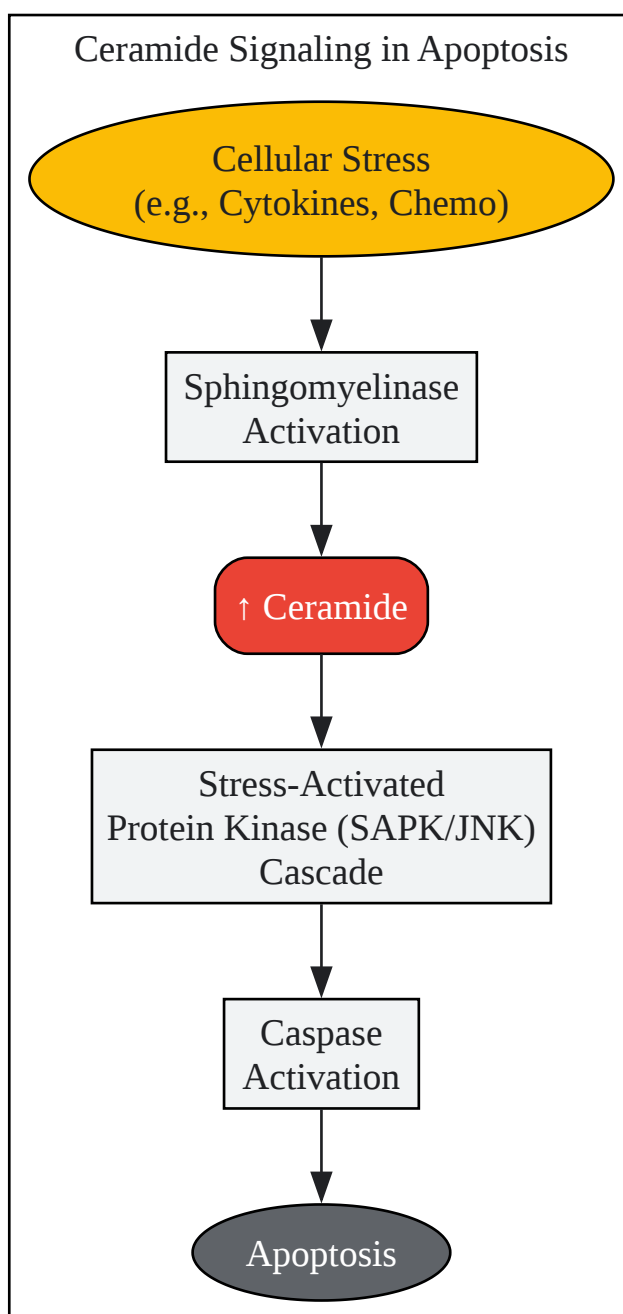 Ceramide Signaling in Apoptosis
Cellular Stress
(e.g., Cytokines, Chemo)
Sphingomyelinase
Activation
↑ Ceramide
Stress-Activated
Protein Kinase (SAPK/JNK)
Cascade
Caspase
Activation
Apoptosis